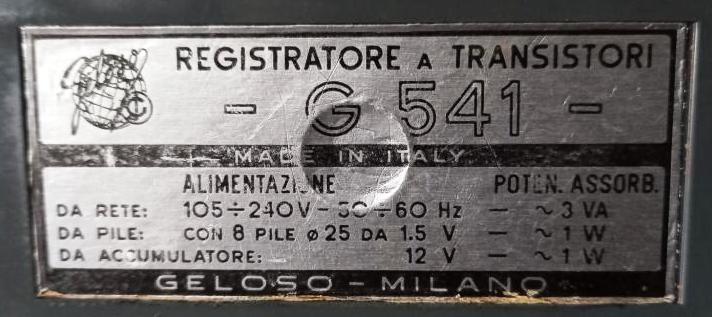 REGISTRATORE A TRANSISTORI
- G 541 -
MADE IN ITALY
ALIMENTAZIONE POTEN. ASSORB.
DA RETE: 105÷240V - 50÷60 Hz - ~3 VA
DA PILE: CON 8 PILE ø25 DA 1.5 V - ~1 W
DA ACCUMULATORE: 12 V - ~1 W
GELOSO - MILANO